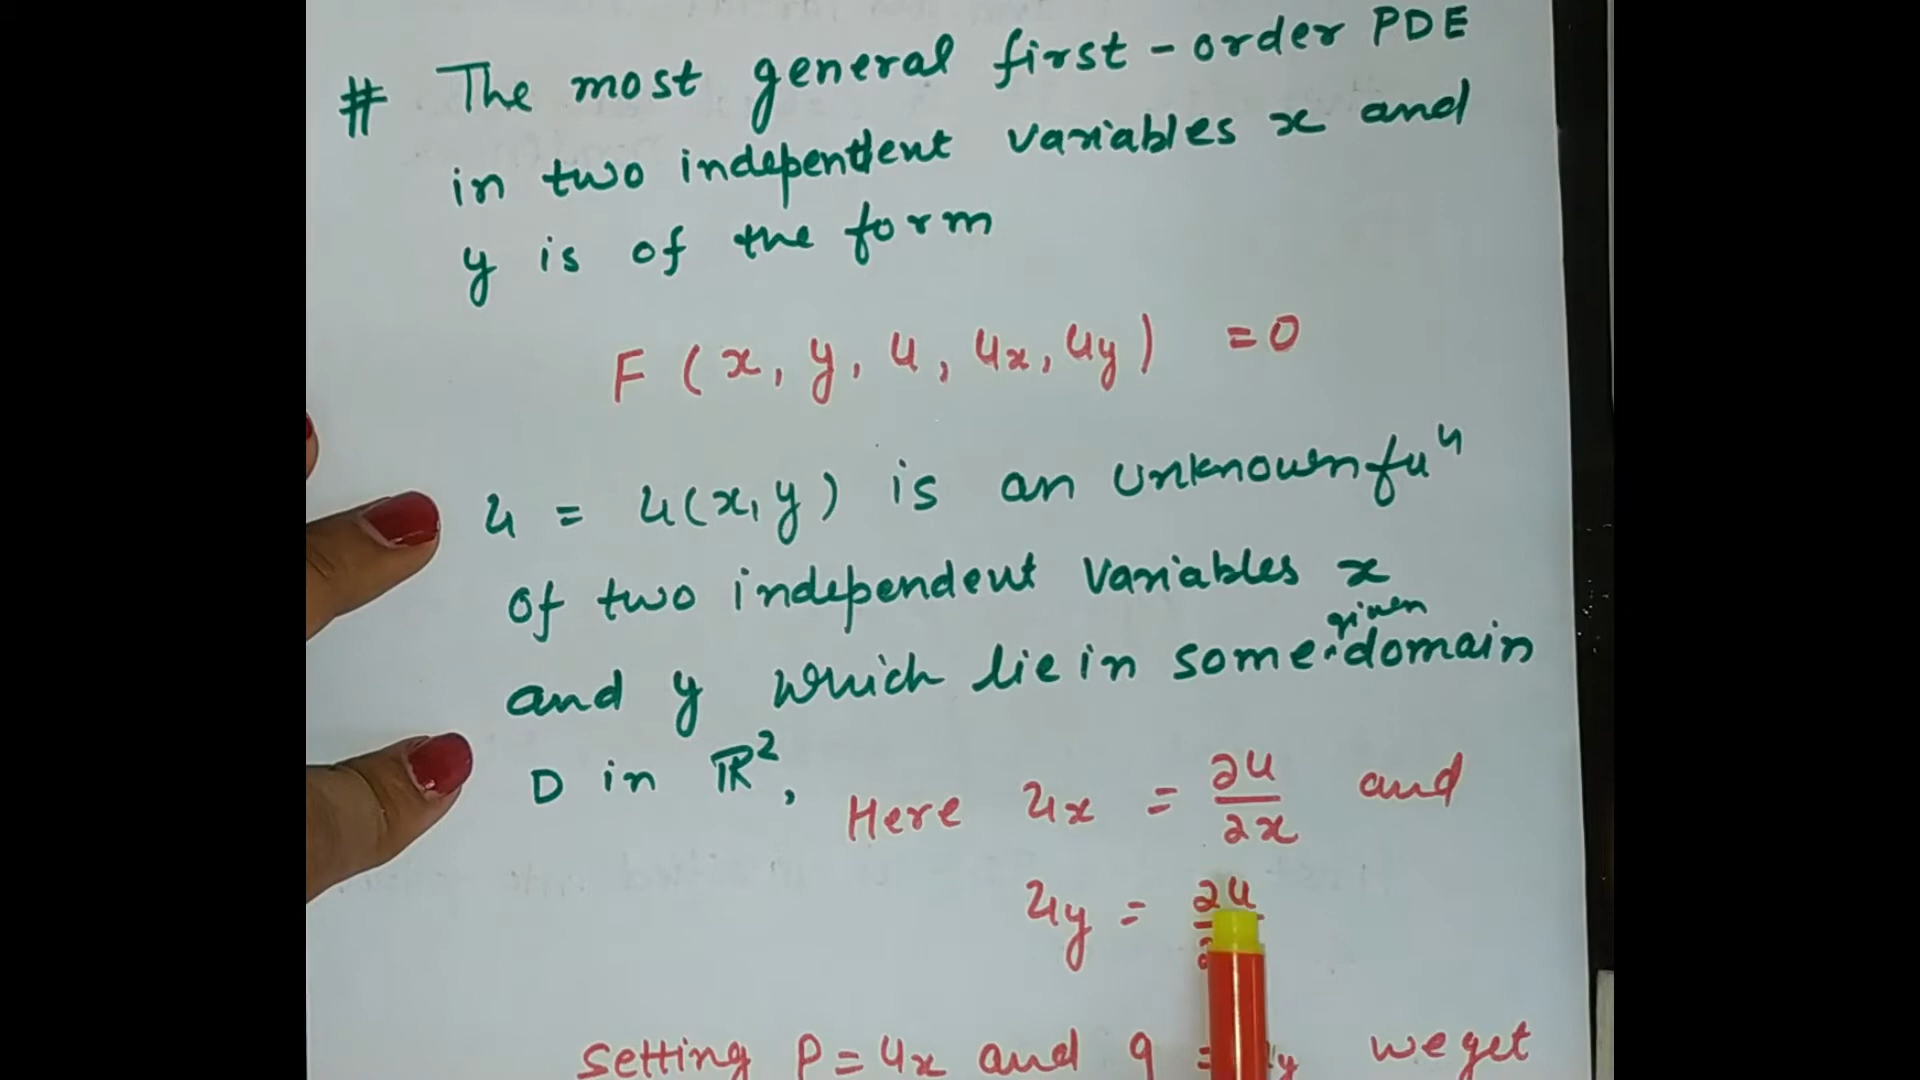 # The most general first-order PDE
in two independent variables x and
y is of the form
F (x, y, u, ux, uy) = 0
u = u(x, y) is an unknown fuⁿ
of two independent variables x
given
and y which lie in some domain
D in ℝ²,
Here ux = ∂u/∂x and
uy = ∂u
setting p = ux and q = y we get